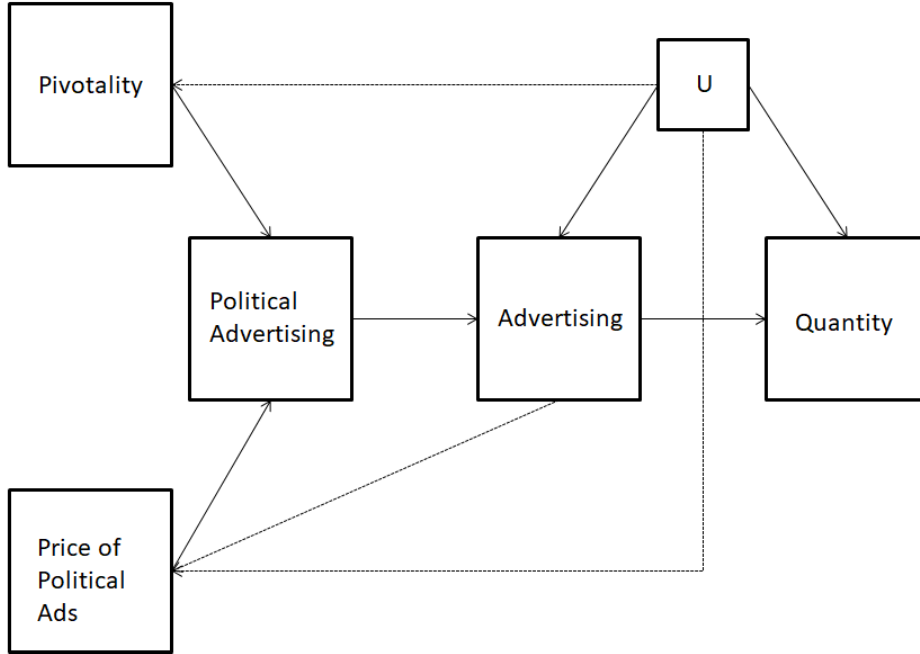 Pivotality
U
Political
Advertising
Advertising
Quantity
Price of
Political
Ads